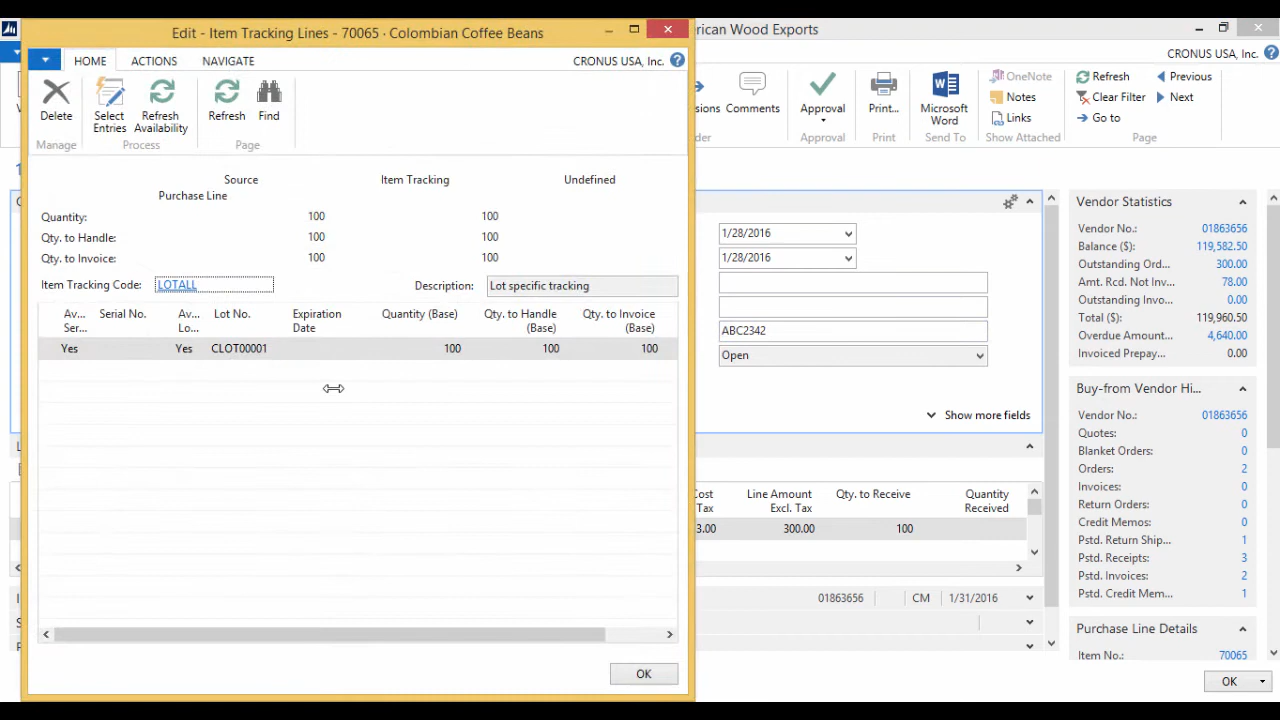 Edit - Item Tracking Lines - 70065 · Colombian Coffee Beans
HOME ACTIONS NAVIGATE CRONUS USA, Inc.
Delete Select Entries Refresh Availability Refresh Find
Manage Process Page
Source Item Tracking Undefined
Purchase Line
Quantity: 100 100
Qty. to Handle: 100 100
Qty. to Invoice: 100 100
Item Tracking Code: LOTALL Description: Lot specific tracking
Av... Ser... Serial No. Av... Lo... Lot No. Expiration Date Quantity (Base) Qty. to Handle (Base) Qty. to Invoice (Base)
Yes Yes CLOT00001 100 100 100
OK
rican Wood Exports
CRONUS USA, Inc.
Comments Approval Print... Microsoft Word OneNote Notes Links Refresh Clear Filter Go to Previous Next
Approval Print Send To Show Attached Page
1/28/2016
1/28/2016
ABC2342
Open
Show more fields
Cost Tax Line Amount Excl. Tax Qty. to Receive Quantity Received
3.00 300.00 100
01863656 CM 1/31/2016
Vendor Statistics
Vendor No.: 01863656
Balance ($): 119,582.50
Outstanding Ord... 300.00
Amt. Rcd. Not Inv... 78.00
Outstanding Invo... 0.00
Total ($): 119,960.50
Overdue Amount... 4,640.00
Invoiced Prepay... 0.00
Buy-from Vendor Hi...
Vendor No.: 01863656
Quotes: 0
Blanket Orders: 0
Orders: 2
Invoices: 0
Return Orders: 0
Credit Memos: 0
Pstd. Return Ship... 1
Pstd. Receipts: 3
Pstd. Invoices: 2
Pstd. Credit Mem... 1
Purchase Line Details
Item No.: 70065
OK